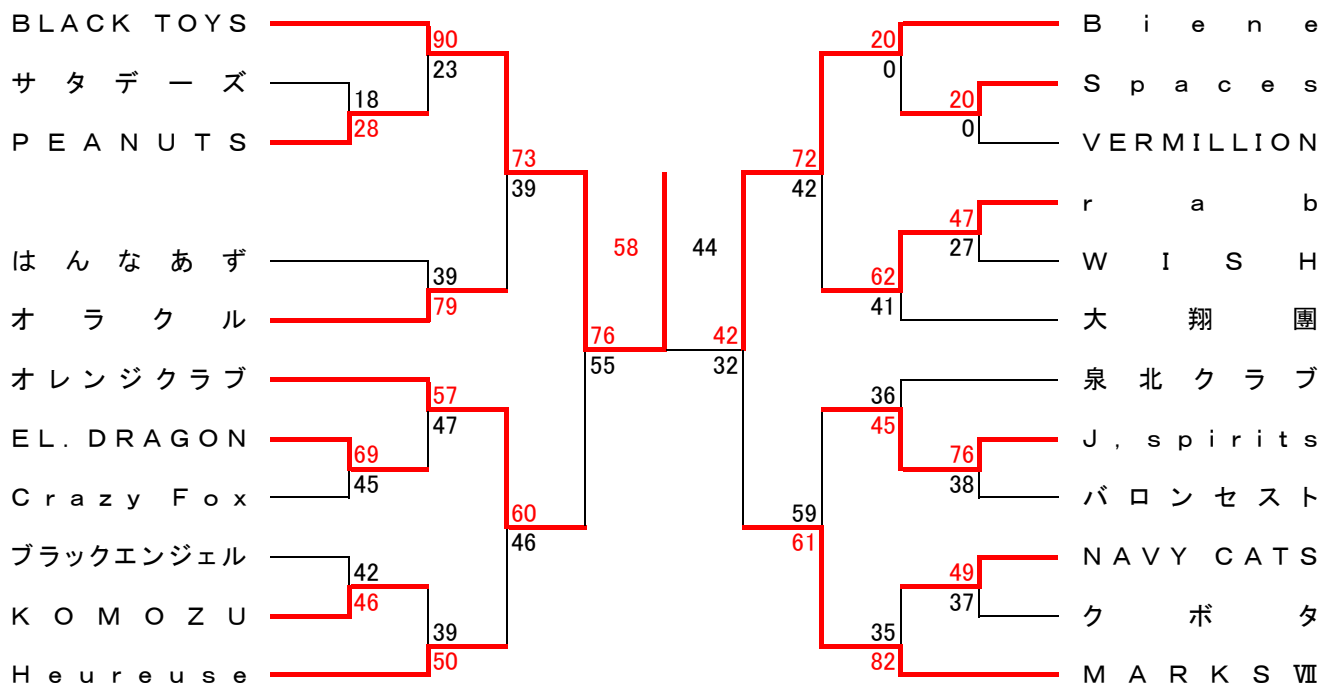 BLACK TOYS
90
20
Biene
サタデーズ
23
0
Spaces
18
20
28
0
PEANUTS
VERMILLION
73
72
39
42
rab
47
はんなあず
39
58
44
27
WISH
79
62
オラクル
41
大翔團
76
42
オレンジクラブ
55
32
泉北クラブ
57
36
47
45
EL. DRAGON
J, spirits
69
76
45
38
Crazy Fox
バロンセスト
60
59
46
61
ブラックエンジェル
NAVY CATS
42
49
46
37
KOMOZU
クボタ
39
35
50
82
Heureuse
MARKSⅦ